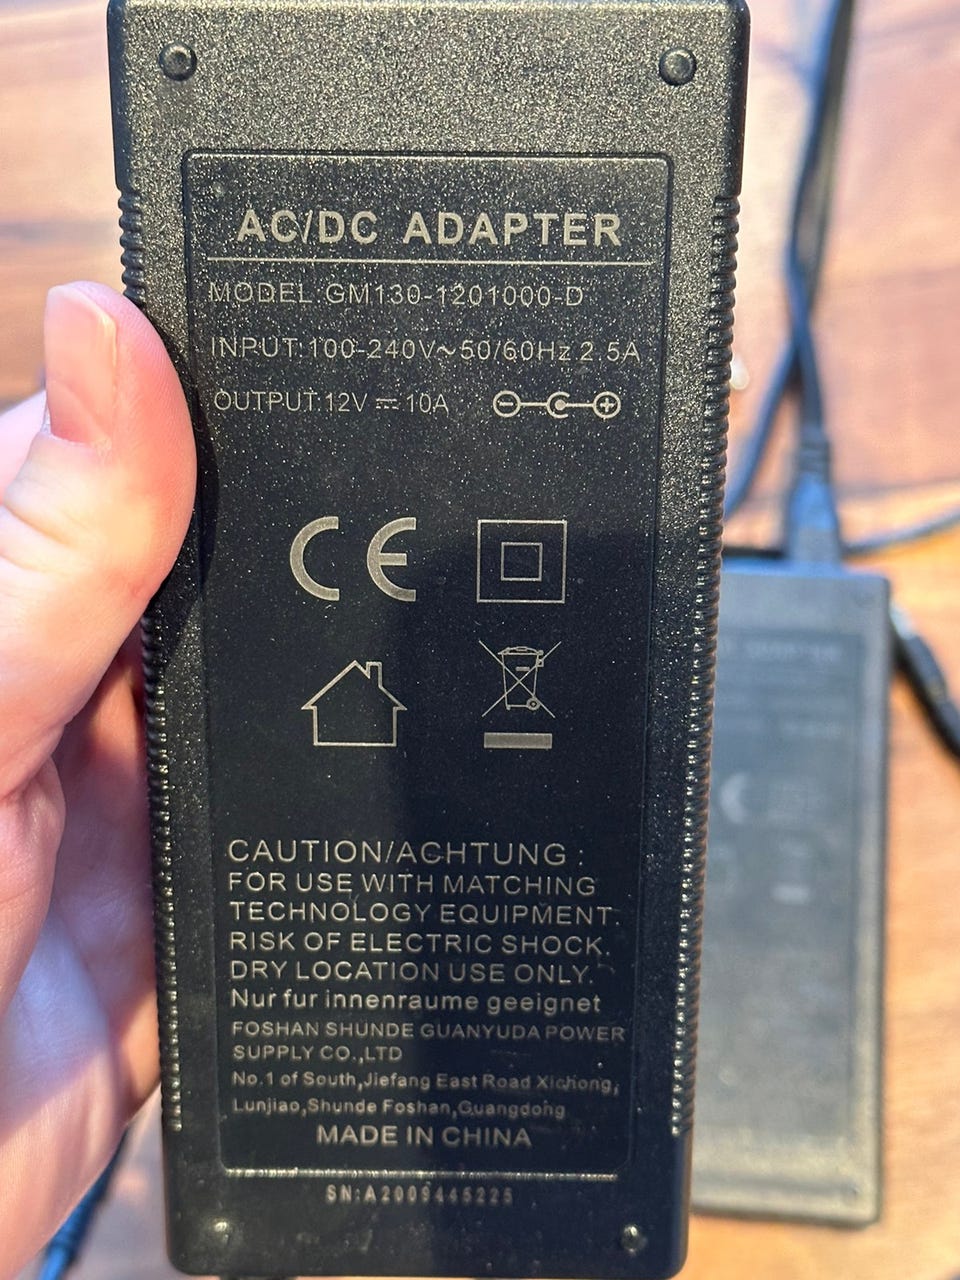 AC/DC ADAPTER
MODEL:GM130-1201000-D
INPUT:100-240V~50/60Hz 2.5A
OUTPUT:12V⎓10A
CE
CAUTION/ACHTUNG :
FOR USE WITH MATCHING
TECHNOLOGY EQUIPMENT.
RISK OF ELECTRIC SHOCK.
DRY LOCATION USE ONLY.
Nur fur innenraume geeignet
FOSHAN SHUNDE GUANYUDA POWER
SUPPLY CO.,LTD
No.1 of South,Jiefang East Road Xichong,
Lunjiao,Shunde Foshan,Guangdong
MADE IN CHINA
SN:A2009445225